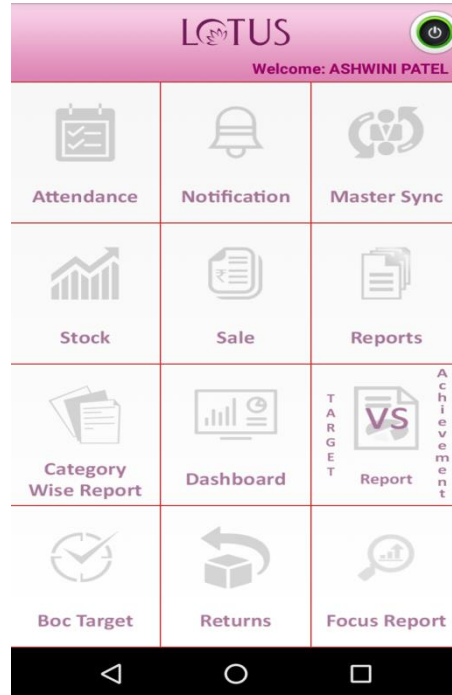 LOTUS
Welcome: ASHWINI PATEL
Attendance
Notification
Master Sync
Stock
Sale
Reports
Category
Wise Report
Dashboard
TARGET
VS
Achievement
Report
Boc Target
Returns
Focus Report